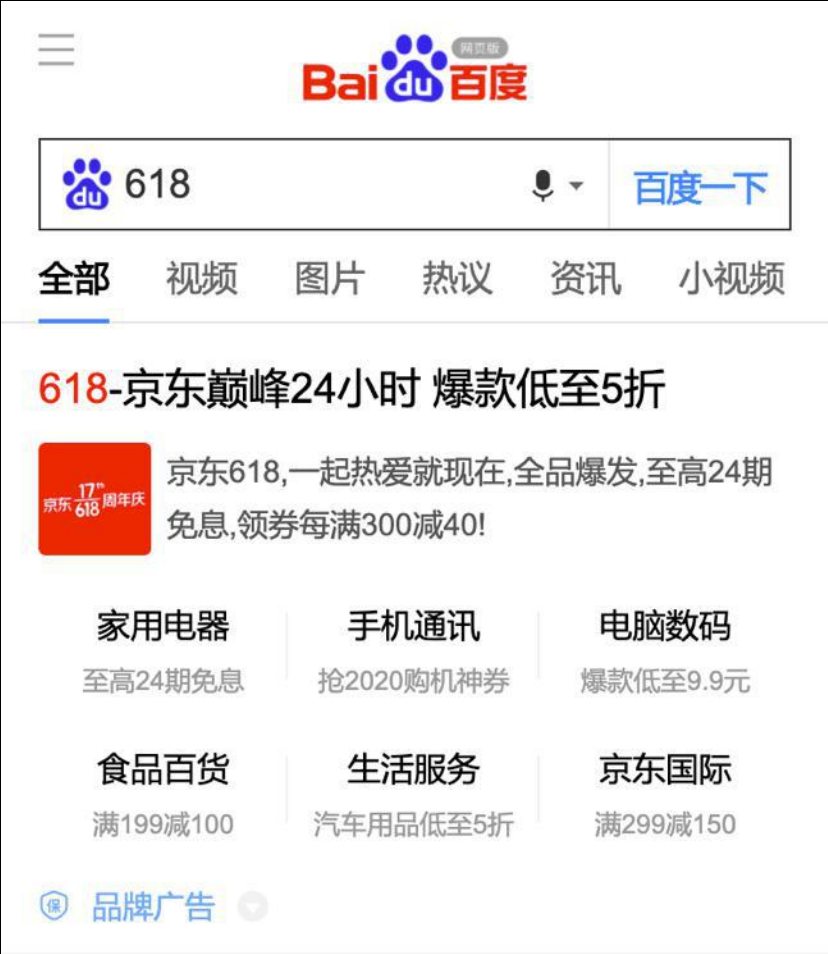 Bai du 百度 网页版
du 618 百度一下
全部 视频 图片 热议 资讯 小视频
618-京东巅峰24小时 爆款低至5折
京东618,一起热爱就现在,全品爆发,至高24期
免息,领券每满300减40!
京东 17th 618 周年庆
家用电器 手机通讯 电脑数码
至高24期免息 抢2020购机神券 爆款低至9.9元
食品百货 生活服务 京东国际
满199减100 汽车用品低至5折 满299减150
保 品牌广告